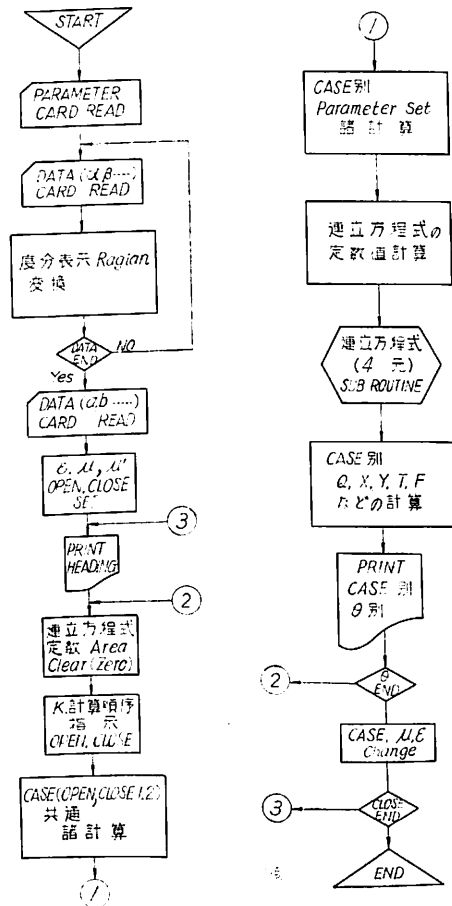 START
PARAMETER
CARD READ
DATA (α β----)
CARD READ
度分表示 Ragian
変換
DATA
END
NO
Yes
DATA (a.b-----)
CARD READ
ε, μ, μ'
OPEN, CLOSE
SET
3
PRINT
HEADING
2
連立方程式
定数 Area
Clear (Zero)
K.計算順序
指示
OPEN, CLOSE
CASE(OPEN, CLOSE 1,2)
共通
諸計算
1
1
CASE別
Parameter Set
諸計算
連立方程式の
定数値計算
連立方程式
(4 元)
SUB ROUTINE
CASE 別
Q, X, Y, T, F
などの計算
PRINT
CASE 別
θ 別
2
θ
END
CASE, μ,ε
Change
3
CLOSE
END
END